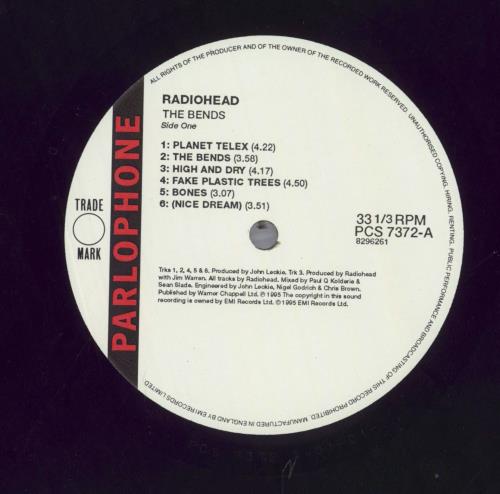 ALL RIGHTS OF THE PRODUCER AND OF THE OWNER OF THE RECORDED WORK RESERVED. UNAUTHORISED COPYING, HIRING, RENTING, PUBLIC PERFORMANCE AND BROADCASTING OF THIS RECORD PROHIBITED. MANUFACTURED IN ENGLAND BY EMI RECORDS LIMITED.
PARLOPHONE
TRADE
MARK
RADIOHEAD
THE BENDS
Side One
1: PLANET TELEX (4.22)
2: THE BENDS (3.58)
3: HIGH AND DRY (4.17)
4: FAKE PLASTIC TREES (4.50)
5: BONES (3.07)
6: (NICE DREAM) (3.51)
33 1/3 RPM
PCS 7372-A
8296261
Trks 1, 2, 4, 5 & 6. Produced by John Leckie. Trk 3. Produced by Radiohead
with Jim Warren. All tracks by Radiohead. Mixed by Paul Q Kolderie &
Sean Slade. Engineered by John Leckie, Nigel Godrich & Chris Brown.
Published by Warner Chappell Ltd. ℗ 1995 The copyright in this sound
recording is owned by EMI Records Ltd. © 1995 EMI Records Ltd.